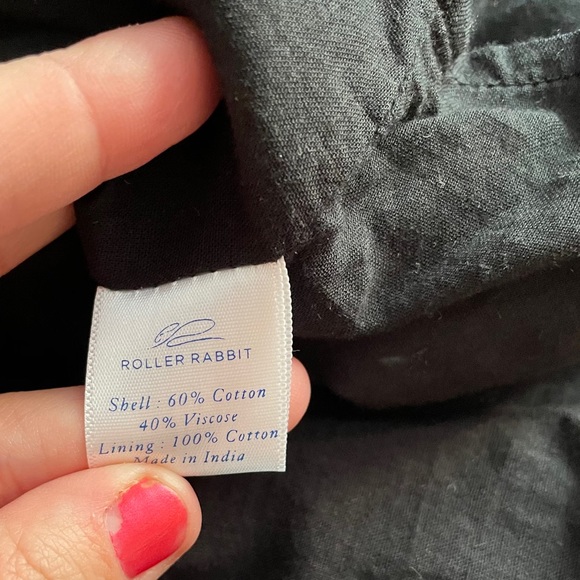 ROLLER RABBIT
Shell : 60% Cotton
40% Viscose
Lining : 100% Cotton
Made in India